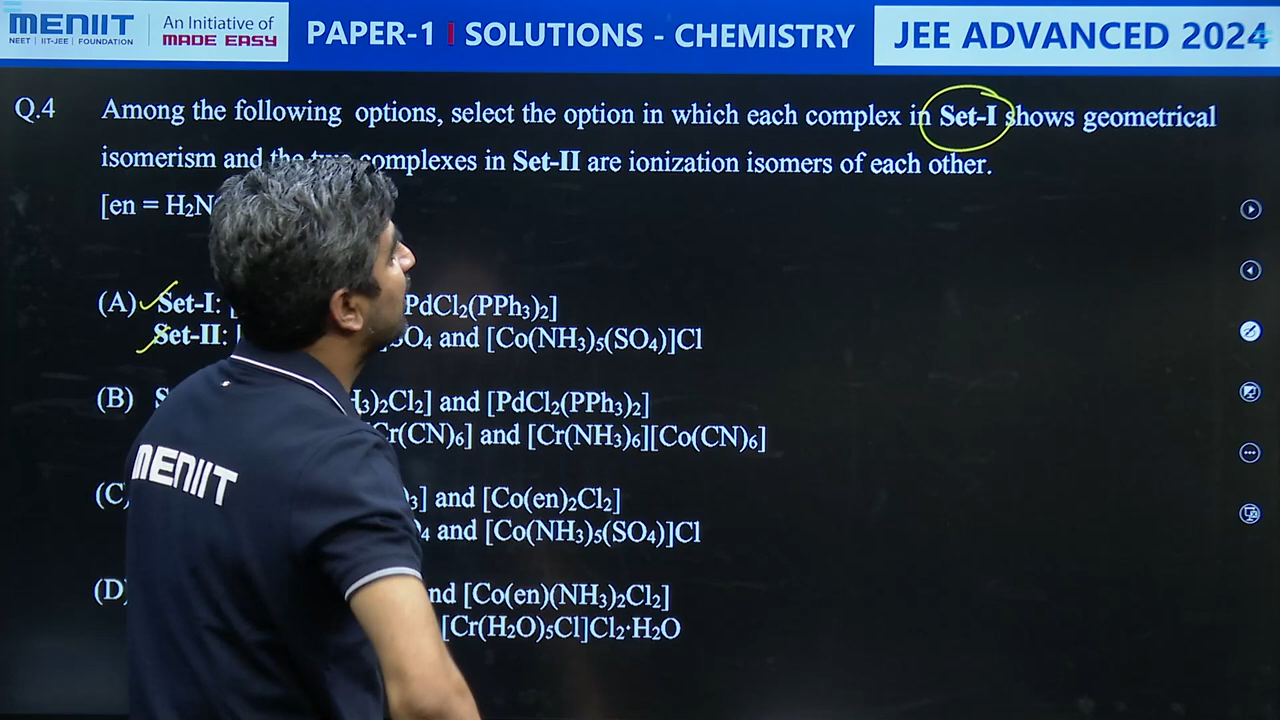 MENIIT
NEET | IIT-JEE | FOUNDATION
An Initiative of
MADE EASY
PAPER-1 | SOLUTIONS - CHEMISTRY
JEE ADVANCED 2024
Q.4 Among the following options, select the option in which each complex in Set-I shows geometrical
isomerism and the two complexes in Set-II are ionization isomers of each other.
[en = H₂N
(A) Set-I: [ PdCl₂(PPh₃)₂]
Set-II: [ ]SO₄ and [Co(NH₃)₅(SO₄)]Cl
(B) S H₃)₂Cl₂] and [PdCl₂(PPh₃)₂]
Cr(CN)₆] and [Cr(NH₃)₆][Co(CN)₆]
(C) )₃] and [Co(en)₂Cl₂]
₄ and [Co(NH₃)₅(SO₄)]Cl
(D) nd [Co(en)(NH₃)₂Cl₂]
[Cr(H₂O)₅Cl]Cl₂·H₂O
MENIIT